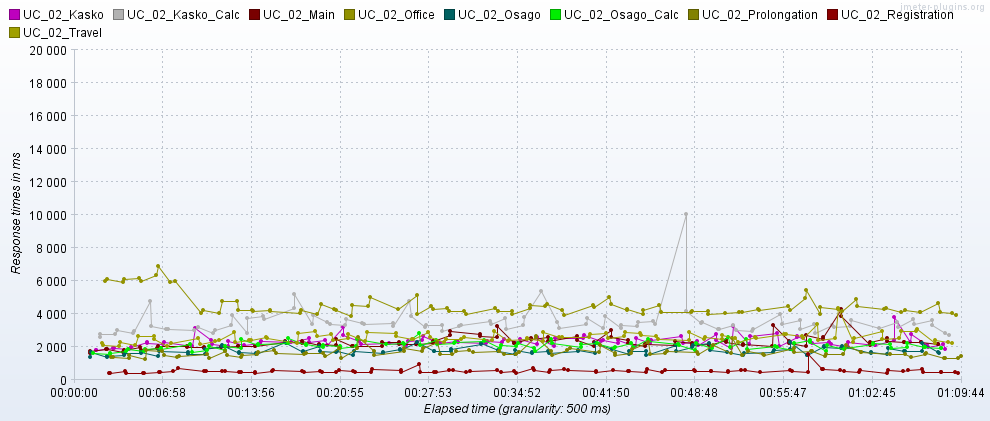 UC_02_Kasko UC_02_Kasko_Calc UC_02_Main UC_02_Office UC_02_Osago UC_02_Osago_Calc UC_02_Prolongation UC_02_Registration
jmeter-plugins.org
UC_02_Travel
20 000
18 000
16 000
14 000
12 000
10 000
8 000
6 000
4 000
2 000
0
Response times in ms
00:00:00 00:06:58 00:13:56 00:20:55 00:27:53 00:34:52 00:41:50 00:48:48 00:55:47 01:02:45 01:09:44
Elapsed time (granularity: 500 ms)